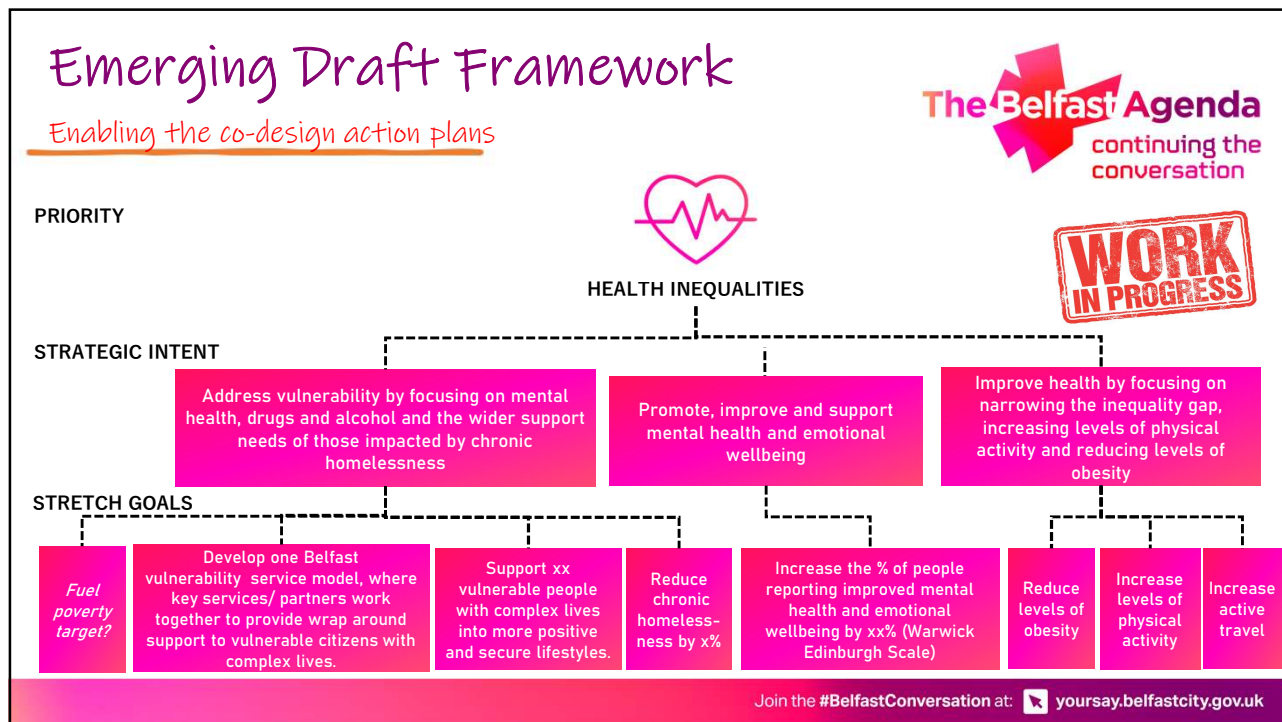 Emerging Draft Framework
Enabling the co-design action plans
The Belfast Agenda
continuing the
conversation
PRIORITY
WORK
IN PROGRESS
HEALTH INEQUALITIES
STRATEGIC INTENT
Address vulnerability by focusing on mental
health, drugs and alcohol and the wider support
needs of those impacted by chronic
homelessness
Promote, improve and support
mental health and emotional
wellbeing
Improve health by focusing on
narrowing the inequality gap,
increasing levels of physical
activity and reducing levels of
obesity
STRETCH GOALS
Fuel
poverty
target?
Develop one Belfast
vulnerability service model, where
key services/ partners work
together to provide wrap around
support to vulnerable citizens with
complex lives.
Support xx
vulnerable people
with complex lives
into more positive
and secure lifestyles.
Reduce
chronic
homeless-
ness by x%
Increase the % of people
reporting improved mental
health and emotional
wellbeing by xx% (Warwick
Edinburgh Scale)
Reduce
levels of
obesity
Increase
levels of
physical
activity
Increase
active
travel
Join the #BelfastConversation at: yoursay.belfastcity.gov.uk